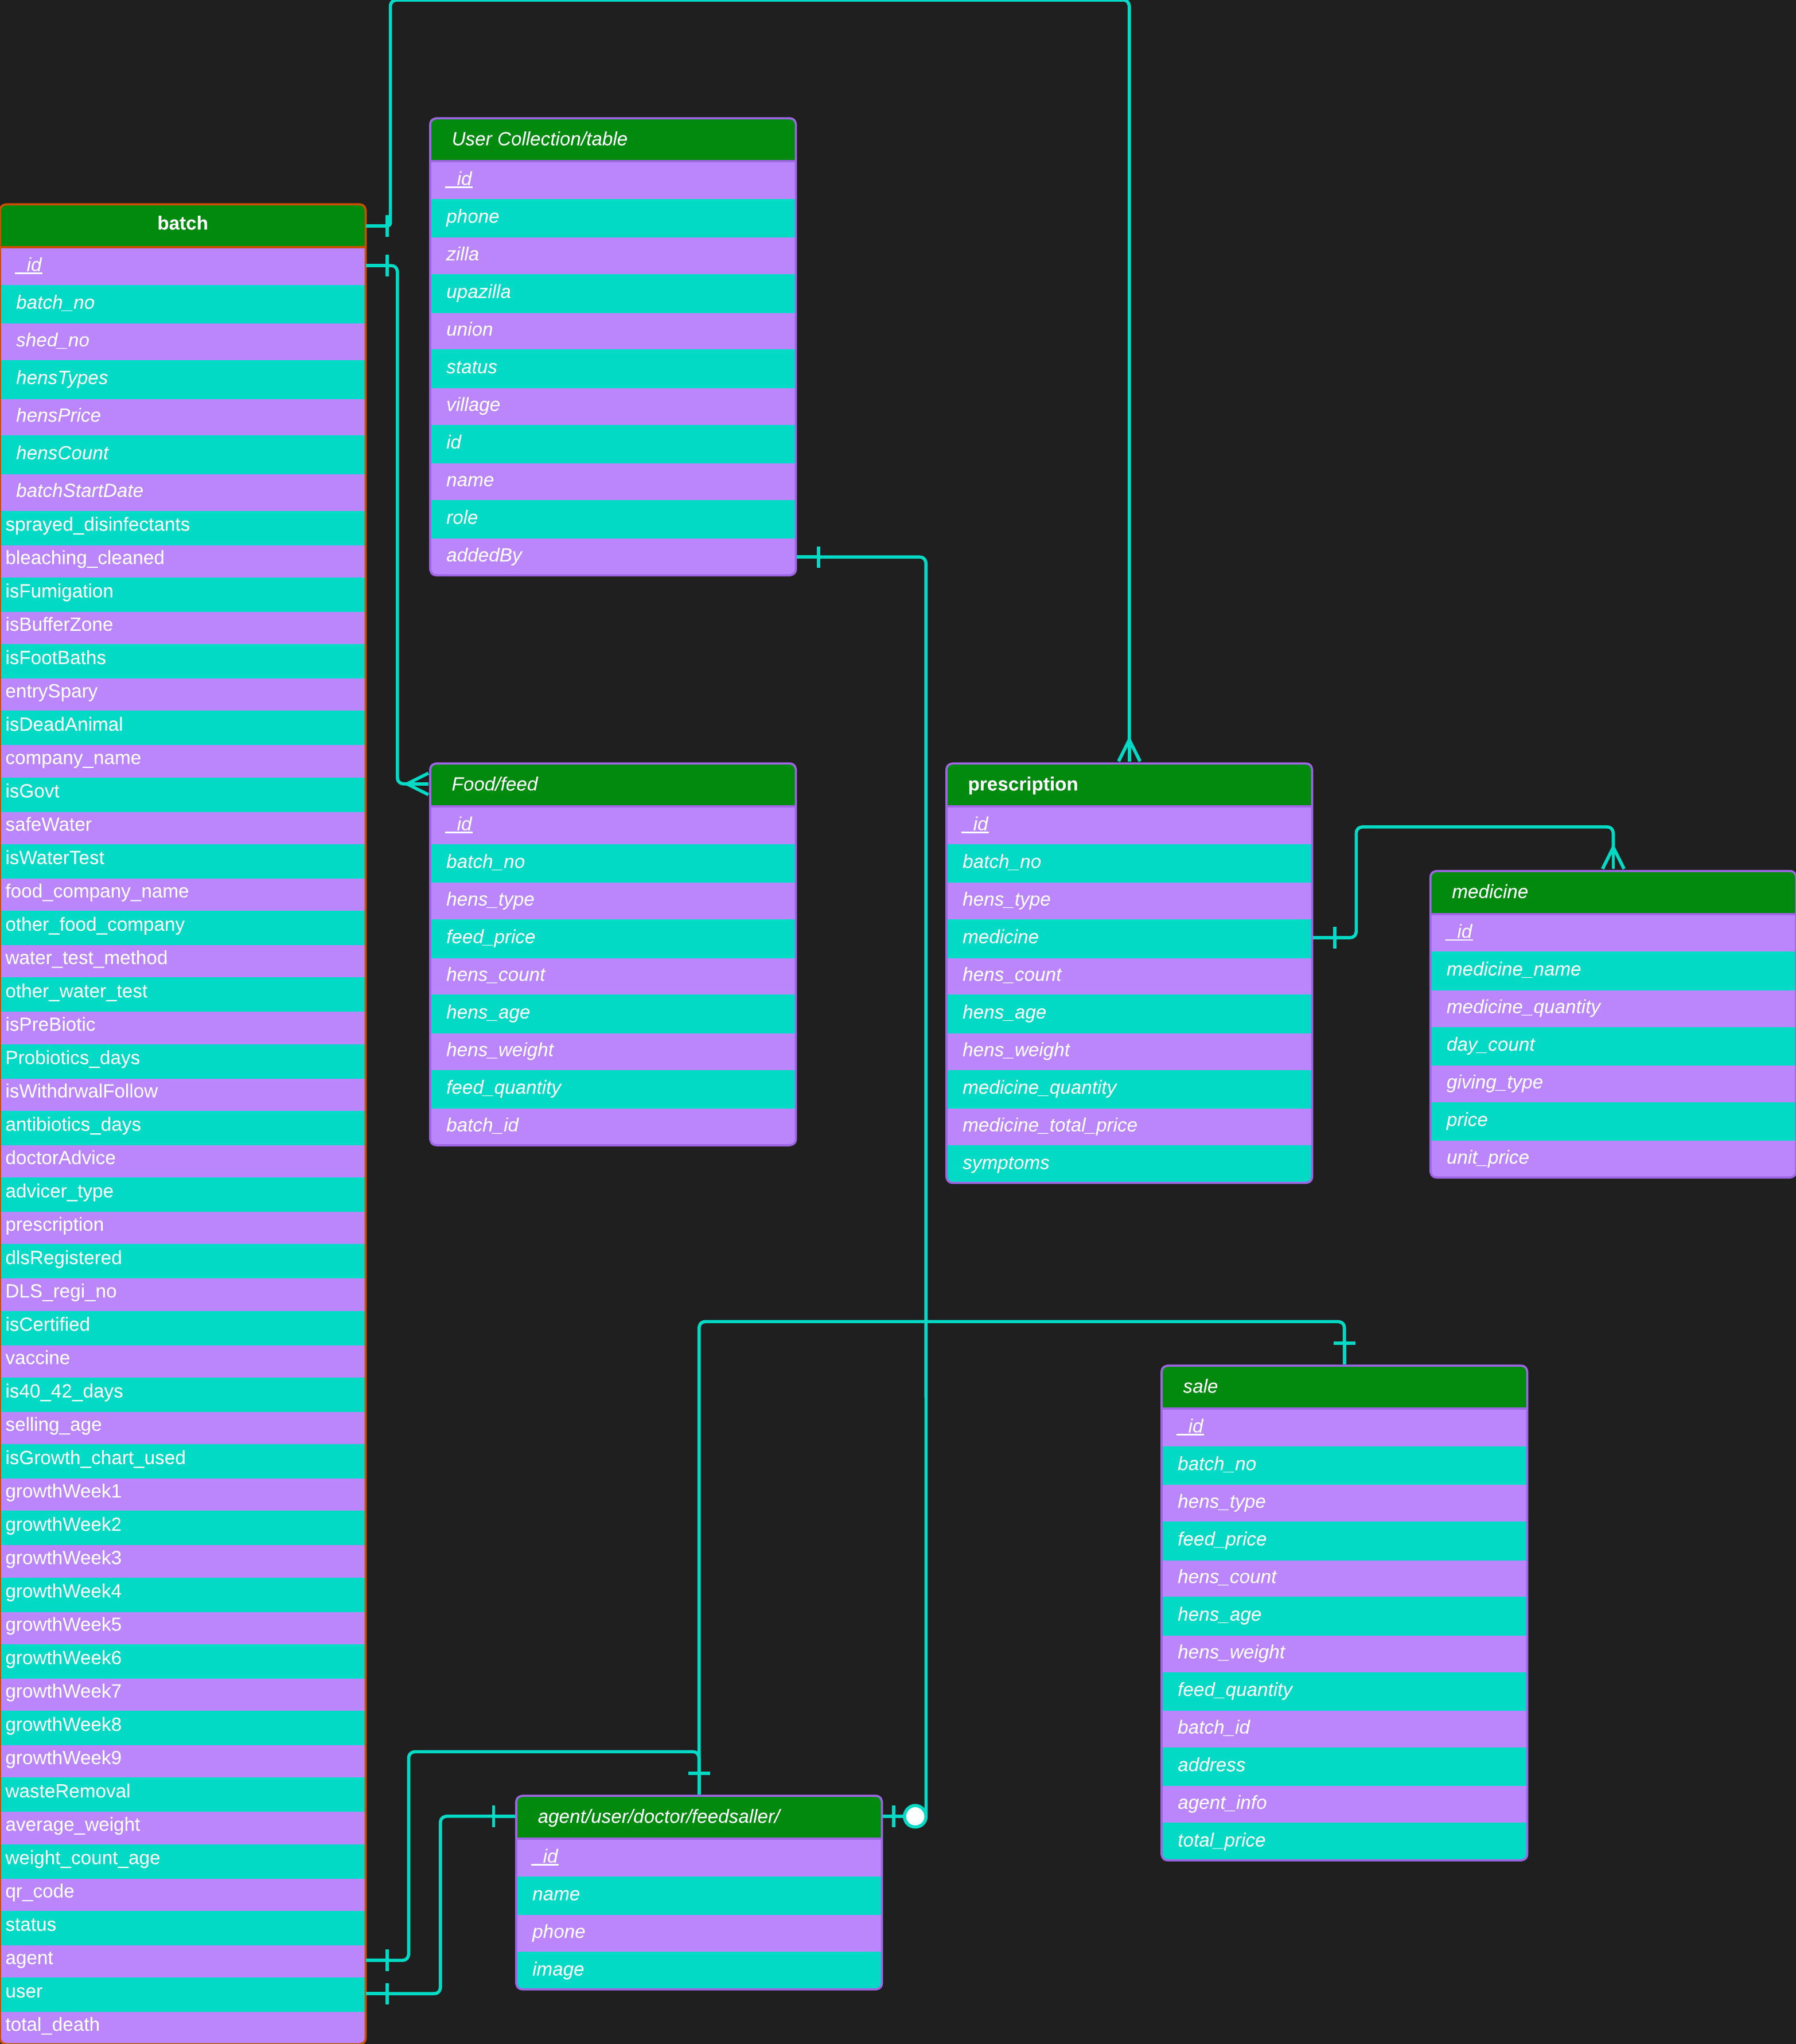 batch
_id
batch_no
shed_no
hensTypes
hensPrice
hensCount
batchStartDate
sprayed_disinfectants
bleaching_cleaned
isFumigation
isBufferZone
isFootBaths
entrySpary
isDeadAnimal
company_name
isGovt
safeWater
isWaterTest
food_company_name
other_food_company
water_test_method
other_water_test
isPreBiotic
Probiotics_days
isWithdrwalFollow
antibiotics_days
doctorAdvice
advicer_type
prescription
dlsRegistered
DLS_regi_no
isCertified
vaccine
is40_42_days
selling_age
isGrowth_chart_used
growthWeek1
growthWeek2
growthWeek3
growthWeek4
growthWeek5
growthWeek6
growthWeek7
growthWeek8
growthWeek9
wasteRemoval
average_weight
weight_count_age
qr_code
status
agent
user
total_death
User Collection/table
_id
phone
zilla
upazilla
union
status
village
id
name
role
addedBy
Food/feed
_id
batch_no
hens_type
feed_price
hens_count
hens_age
hens_weight
feed_quantity
batch_id
prescription
_id
batch_no
hens_type
medicine
hens_count
hens_age
hens_weight
medicine_quantity
medicine_total_price
symptoms
medicine
_id
medicine_name
medicine_quantity
day_count
giving_type
price
unit_price
sale
_id
batch_no
hens_type
feed_price
hens_count
hens_age
hens_weight
feed_quantity
batch_id
address
agent_info
total_price
agent/user/doctor/feedsaller/
_id
name
phone
image